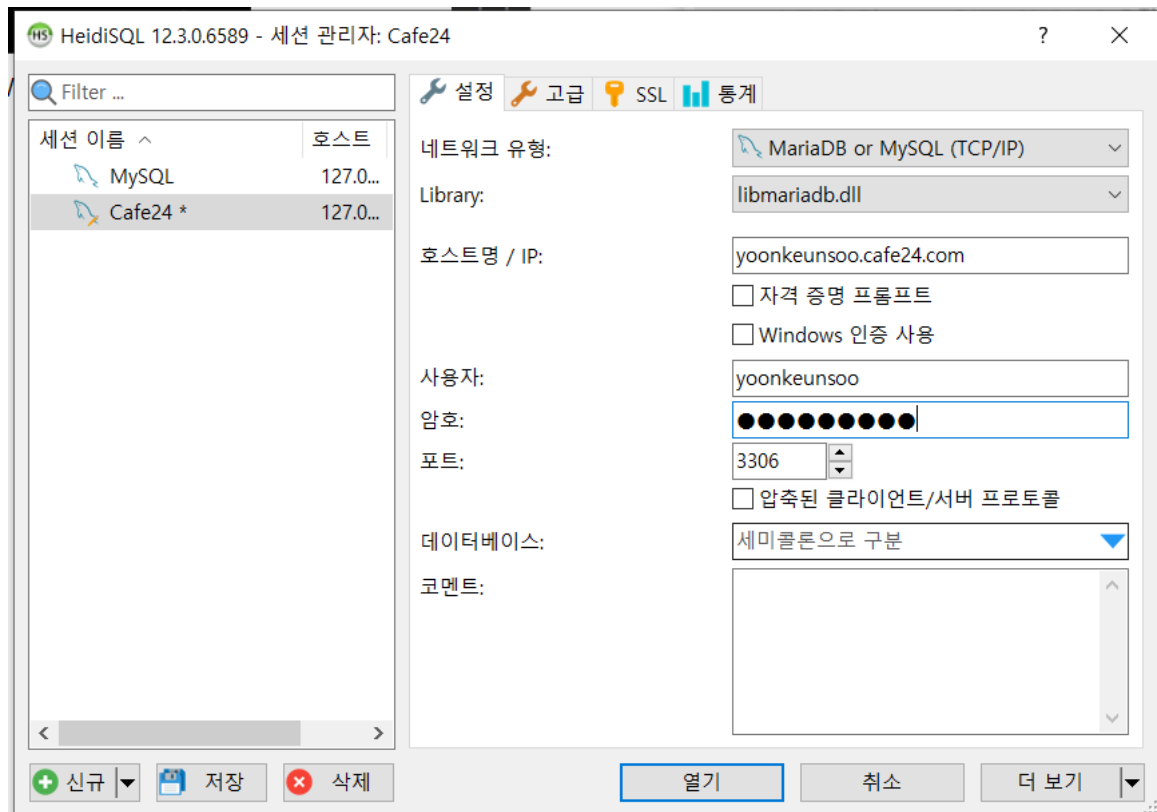 HeidiSQL 12.3.0.6589 - 세션 관리자: Cafe24
Filter ...
세션 이름 호스트
MySQL 127.0...
Cafe24 * 127.0...
설정 고급 SSL 통계
네트워크 유형: MariaDB or MySQL (TCP/IP)
Library: libmariadb.dll
호스트명 / IP: yoonkeunsoo.cafe24.com
자격 증명 프롬프트
Windows 인증 사용
사용자: yoonkeunsoo
암호: ●●●●●●●●●
포트: 3306
압축된 클라이언트/서버 프로토콜
데이터베이스: 세미콜론으로 구분
코멘트:
신규 저장 삭제 열기 취소 더 보기